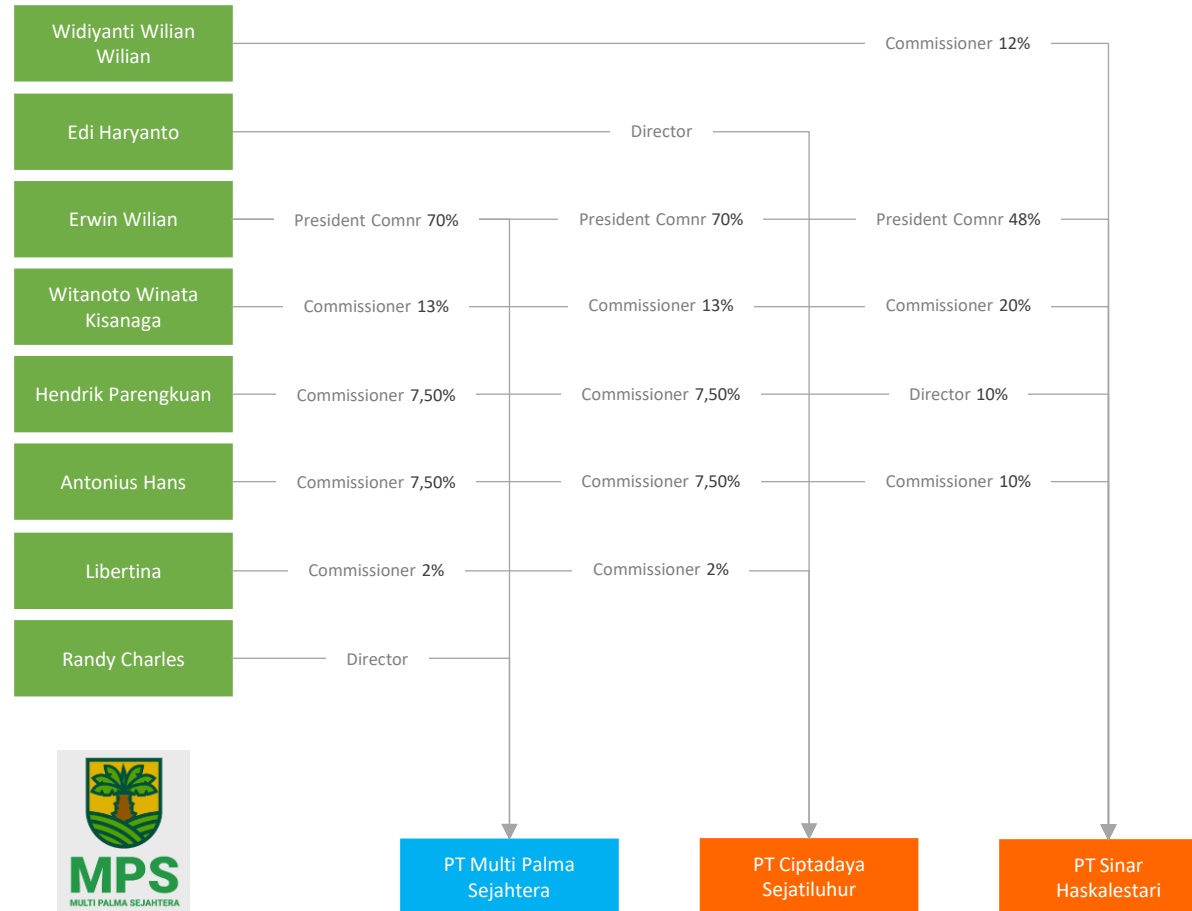 Widiyanti Wilian
Wilian
Commissioner 12%
Edi Haryanto
Director
Erwin Wilian
President Comnr 70%
President Comnr 70%
President Comnr 48%
Witanoto Winata
Kisanaga
Commissioner 13%
Commissioner 13%
Commissioner 20%
Hendrik Parengkuan
Commissioner 7,50%
Commissioner 7,50%
Director 10%
Antonius Hans
Commissioner 7,50%
Commissioner 7,50%
Commissioner 10%
Libertina
Commissioner 2%
Commissioner 2%
Randy Charles
Director
MPS
MULTI PALMA SEJAHTERA
PT Multi Palma
Sejahtera
PT Ciptadaya
Sejatiluhur
PT Sinar
Haskalestari